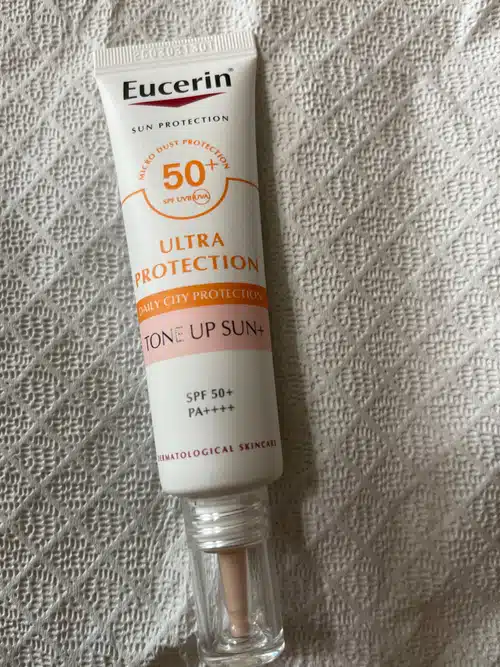 Eucerin
SUN PROTECTION
MICRO DUST PROTECTION
50+
SPF UVB UVA
ULTRA
PROTECTION
DAILY CITY PROTECTION
TONE UP SUN+
SPF 50+
PA++++
DERMATOLOGICAL SKINCARE